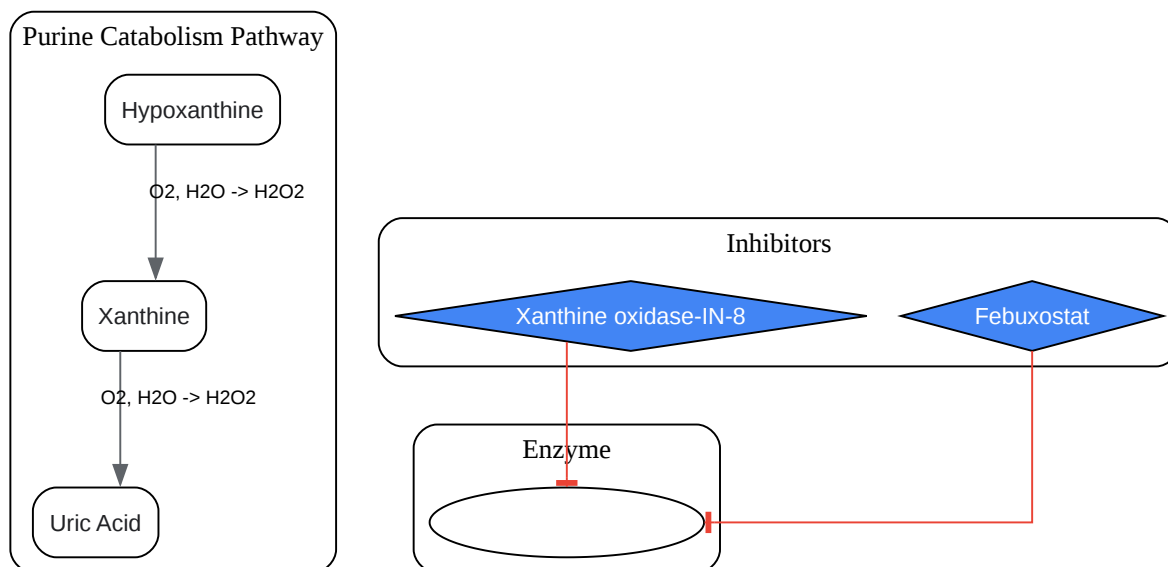 Purine Catabolism Pathway
Hypoxanthine
O2, H2O -> H2O2
Xanthine
O2, H2O -> H2O2
Uric Acid
Inhibitors
Xanthine oxidase-IN-8
Febuxostat
Enzyme